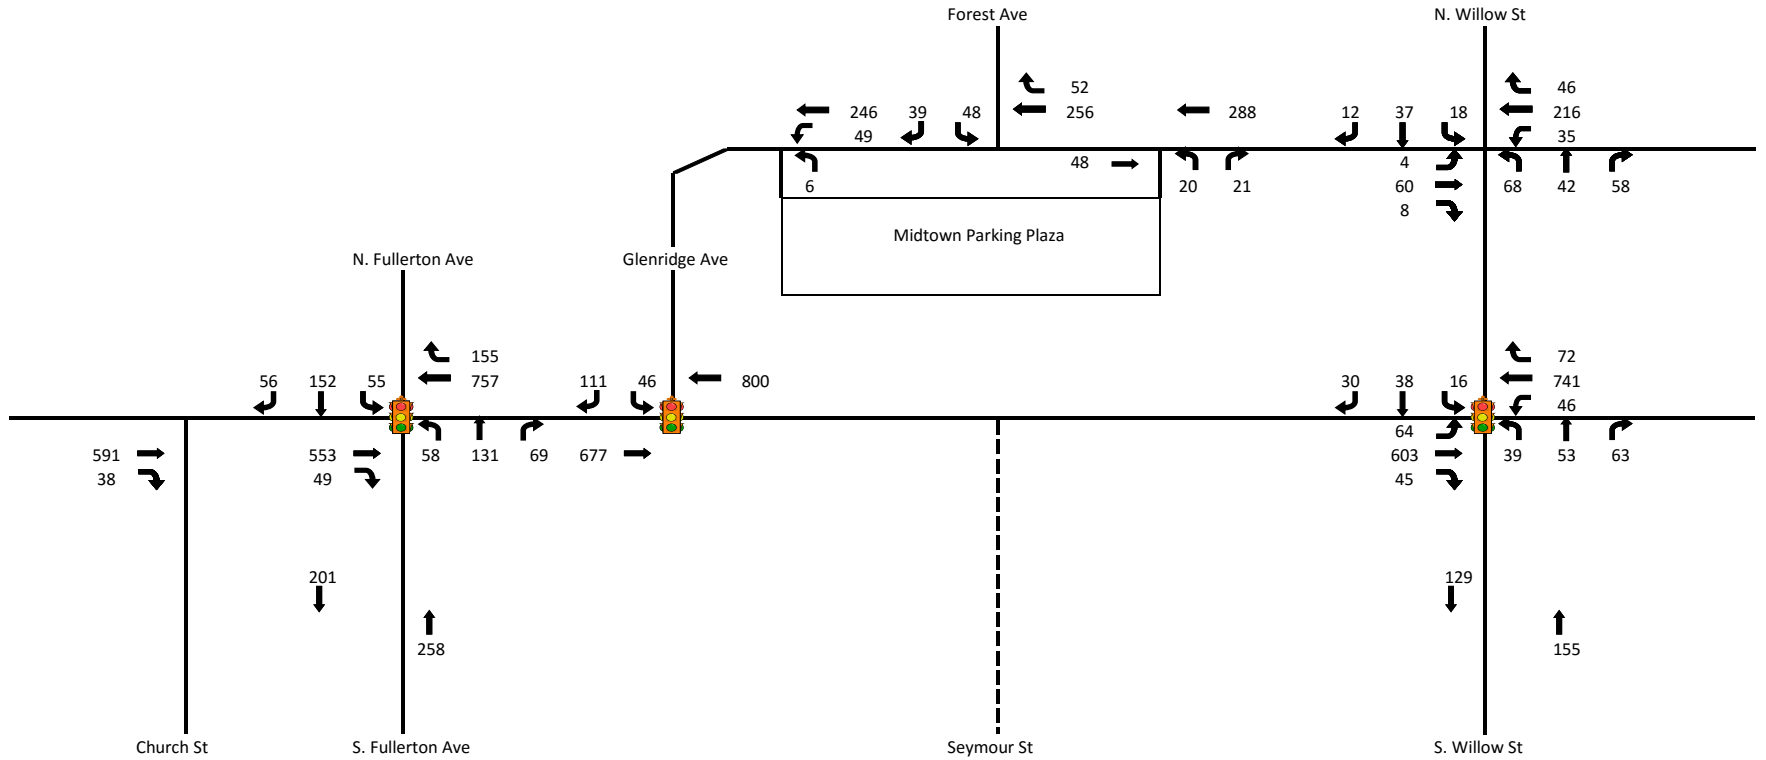 Forest Ave
N. Willow St
52
46
246 39 48 256 288 12 37 18 216
49 35
48 4
6 20 21 60 68 42 58
8
Midtown Parking Plaza
N. Fullerton Ave
Glenridge Ave
155 72
56 152 55 757 111 46 800 30 38 16 741
46
64
591 553 58 131 69 677 603 39 53 63
38 49 45
201 129
258 155
Church St
S. Fullerton Ave
Seymour St
S. Willow St